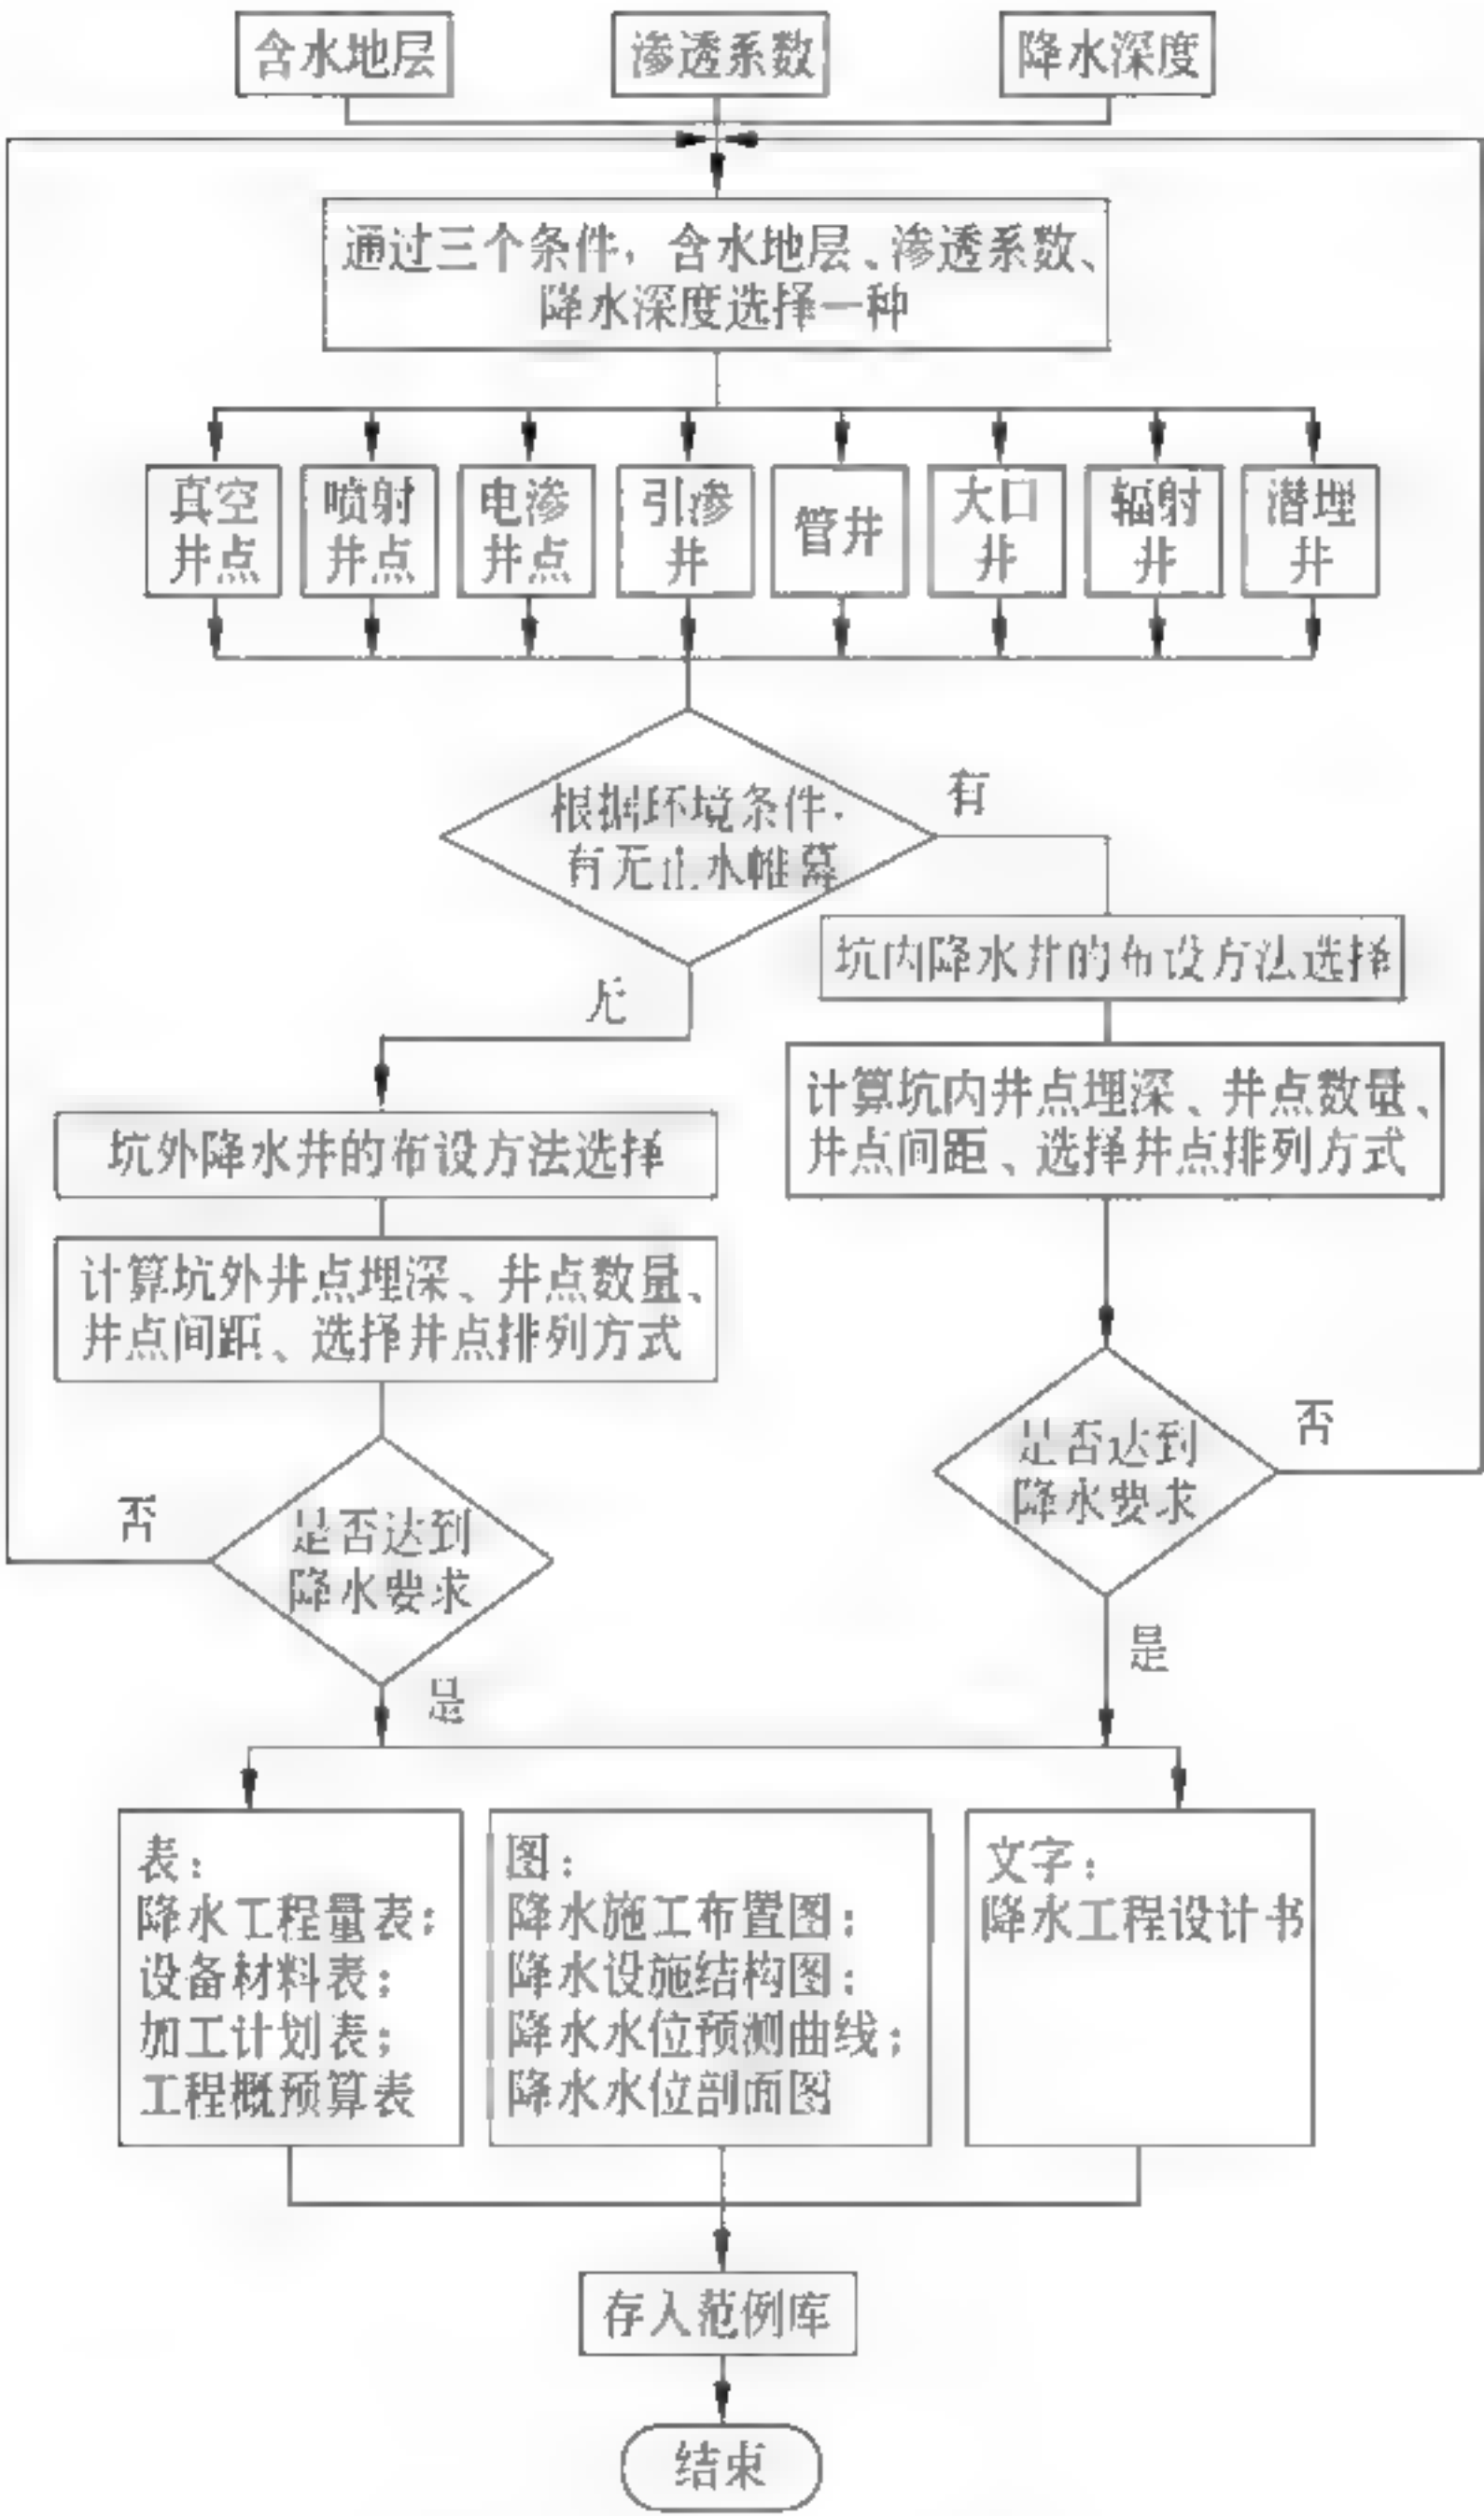 含水地层
渗透系数
降水深度
通过三个条件,含水地层、渗透系数、
降水深度选择一种
真空
井点
喷射
井点
电渗
井点
引渗
井
管井
大口
井
辐射
井
潜埋
井
根据环境条件,
有无止水帷幕
有
无
坑内降水井的布设方法选择
计算坑内井点埋深、井点数量、
井点间距、选择井点排列方式
坑外降水井的布设方法选择
计算坑外井点埋深、井点数量、
井点间距、选择井点排列方式
是否达到
降水要求
否
是
是否达到
降水要求
否
是
表:
降水工程量表;
设备材料表;
加工计划表;
工程概预算表
图:
降水施工布置图;
降水设施结构图;
降水水位预测曲线;
降水水位剖面图
文字:
降水工程设计书
存入范例库
结束